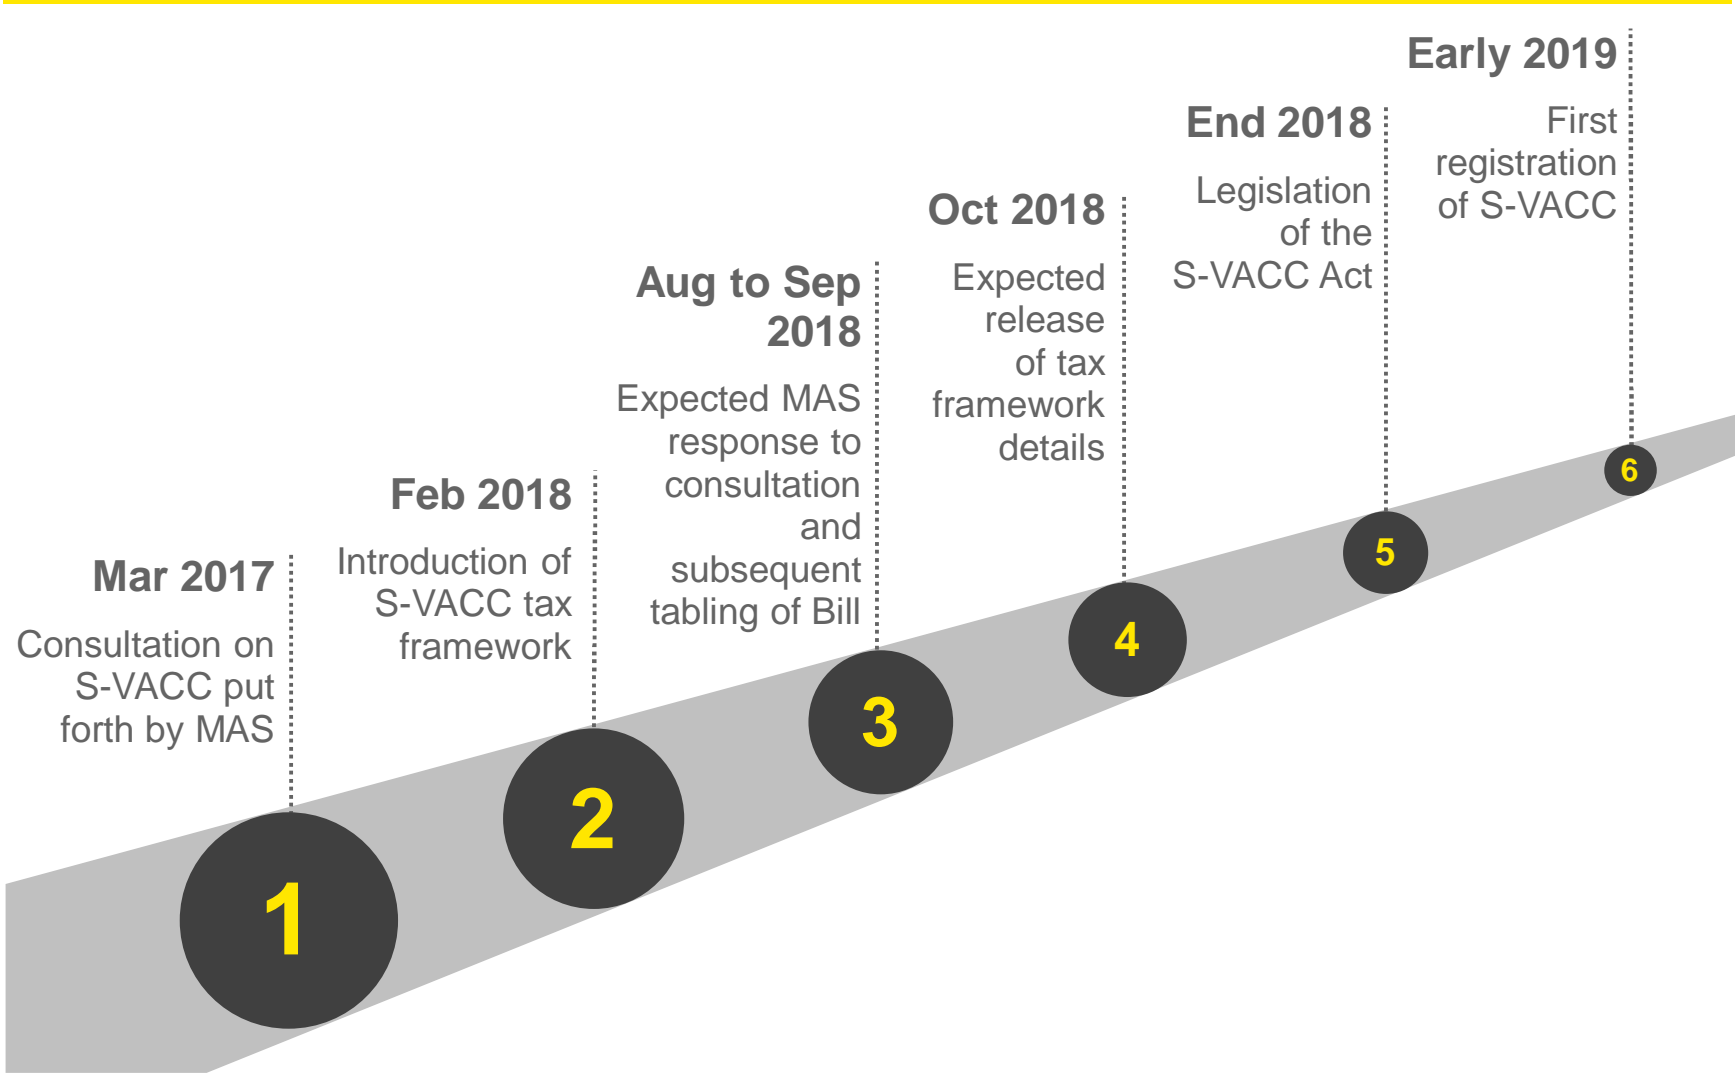 Mar 2017
Consultation on
S-VACC put
forth by MAS
1
Feb 2018
Introduction of
S-VACC tax
framework
2
Aug to Sep
2018
Expected MAS
response to
consultation
and
subsequent
tabling of Bill
3
Oct 2018
Expected
release
of tax
framework
details
4
End 2018
Legislation
of the
S-VACC Act
5
Early 2019
First
registration
of S-VACC
6